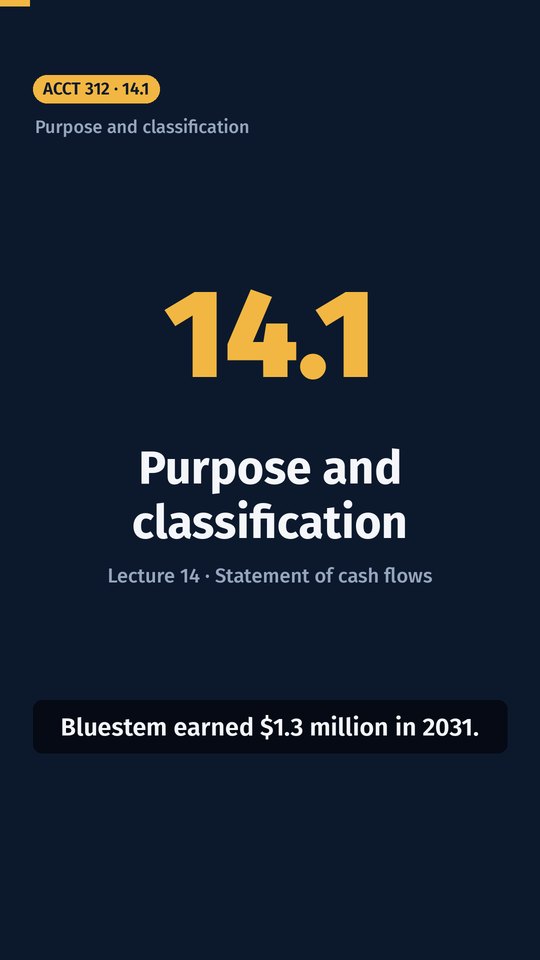 ACCT 312 · 14.1
Purpose and classification
14.1
Purpose and
classification
Lecture 14 · Statement of cash flows
Bluestem earned $1.3 million in 2031.